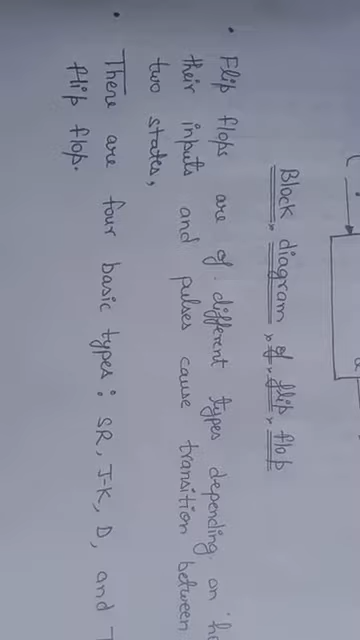 Block diagram of flip flop
• Flip flops are of different types depending on
their inputs and pulses cause transition between
two states,
• There are four basic types: SR, J-K, D, and T
flip flop.